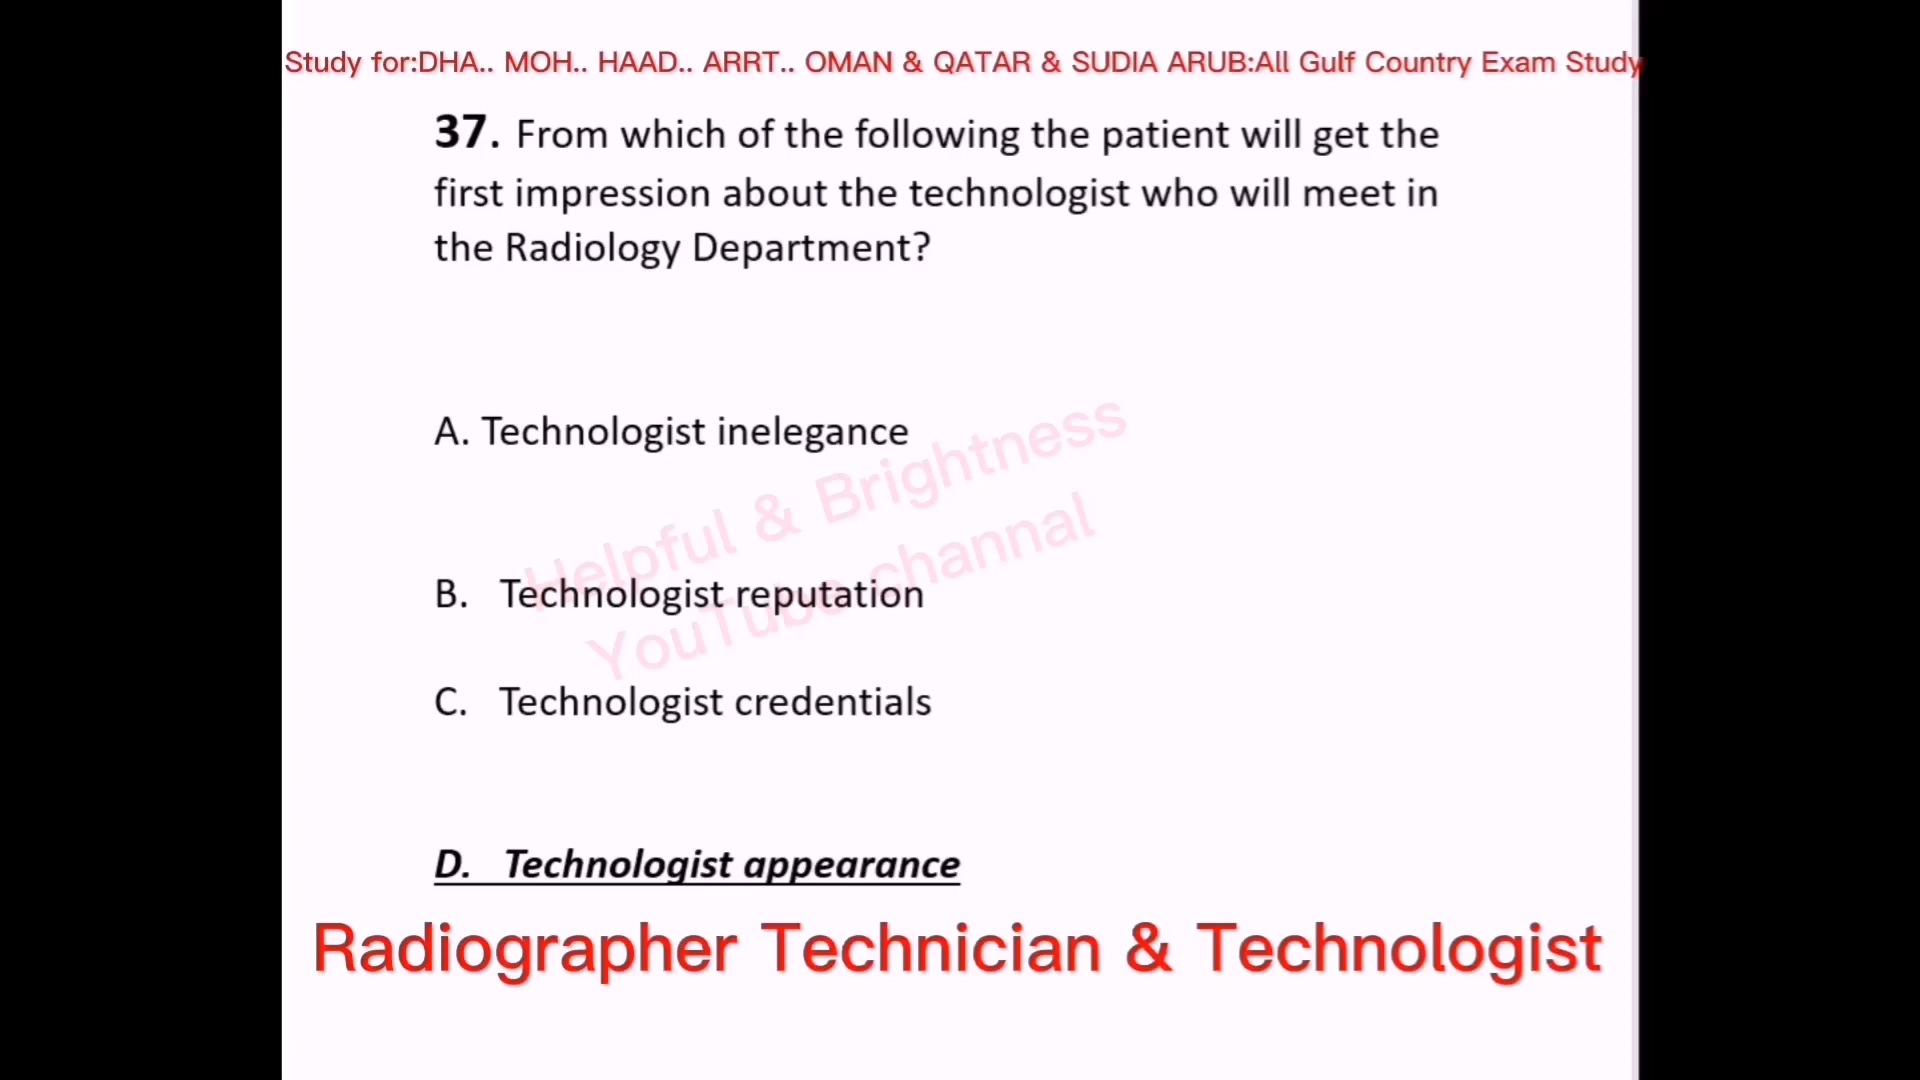 Study for:DHA.. MOH.. HAAD.. ARRT.. OMAN & QATAR & SUDIA ARUB:All Gulf Country Exam Study
37. From which of the following the patient will get the
first impression about the technologist who will meet in
the Radiology Department?
A. Technologist inelegance
Helpful & Brightness
YouTube channal
B. Technologist reputation
C. Technologist credentials
D. Technologist appearance
Radiographer Technician & Technologist